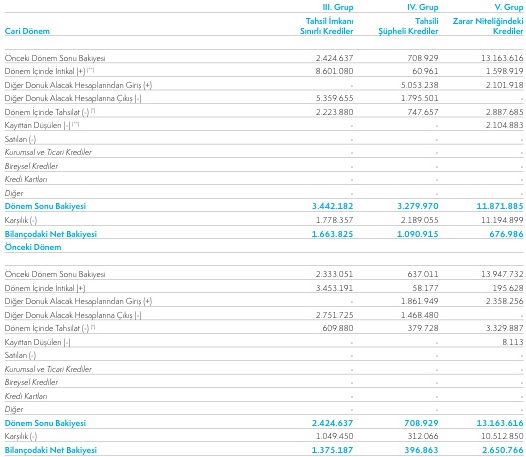 III. Grup IV. Grup V. Grup
Tahsil İmkanı Tahsili Zarar Niteliğindeki
Cari Dönem Sınırlı Krediler Şüpheli Krediler Krediler
Önceki Dönem Sonu Bakiyesi 2.424.637 708.929 13.163.616
Dönem İçinde İntikal (+) (**) 8.601.080 60.961 1.598.919
Diğer Donuk Alacak Hesaplarından Giriş (+) - 5.053.238 2.101.918
Diğer Donuk Alacak Hesaplarına Çıkış (-) 5.359.655 1.795.501 -
Dönem İçinde Tahsilat (-) (*) 2.223.880 747.657 2.887.685
Kayıttan Düşülen (-) (**) - - 2.104.883
Satılan (-) - - -
Kurumsal ve Ticari Krediler - - -
Bireysel Krediler - - -
Kredi Kartları - - -
Diğer - - -
Dönem Sonu Bakiyesi 3.442.182 3.279.970 11.871.885
Karşılık (-) 1.778.357 2.189.055 11.194.899
Bilançodaki Net Bakiyesi 1.663.825 1.090.915 676.986
Önceki Dönem
Önceki Dönem Sonu Bakiyesi 2.333.051 637.011 13.947.732
Dönem İçinde İntikal (+) 3.453.191 58.177 195.628
Diğer Donuk Alacak Hesaplarından Giriş (+) - 1.861.949 2.358.256
Diğer Donuk Alacak Hesaplarına Çıkış (-) 2.751.725 1.468.480 -
Dönem İçinde Tahsilat (-) (*) 609.880 379.728 3.329.887
Kayıttan Düşülen (-) - - 8.113
Satılan (-) - - -
Kurumsal ve Ticari Krediler - - -
Bireysel Krediler - - -
Kredi Kartları - - -
Diğer - - -
Dönem Sonu Bakiyesi 2.424.637 708.929 13.163.616
Karşılık (-) 1.049.450 312.066 10.512.850
Bilançodaki Net Bakiyesi 1.375.187 396.863 2.650.766